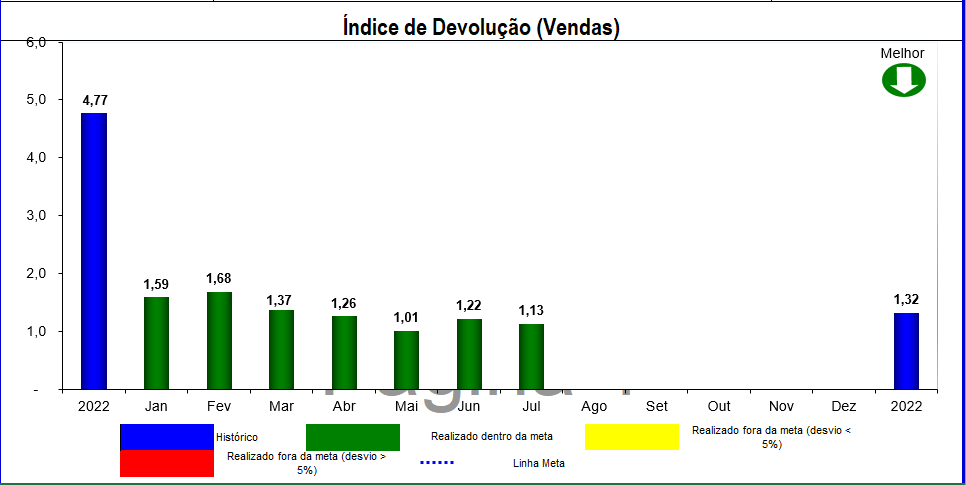 Índice de Devolução (Vendas)
6,0
Melhor
5,0
4,77
4,0
3,0
2,0
1,59
1,68
1,37
1,26
1,01
1,22
1,13
1,32
1,0
-
2022 Jan Fev Mar Abr Mai Jun Jul Ago Set Out Nov Dez 2022
Histórico
Realizado dentro da meta
Realizado fora da meta (desvio <
5%)
Realizado fora da meta (desvio >
5%)
Linha Meta